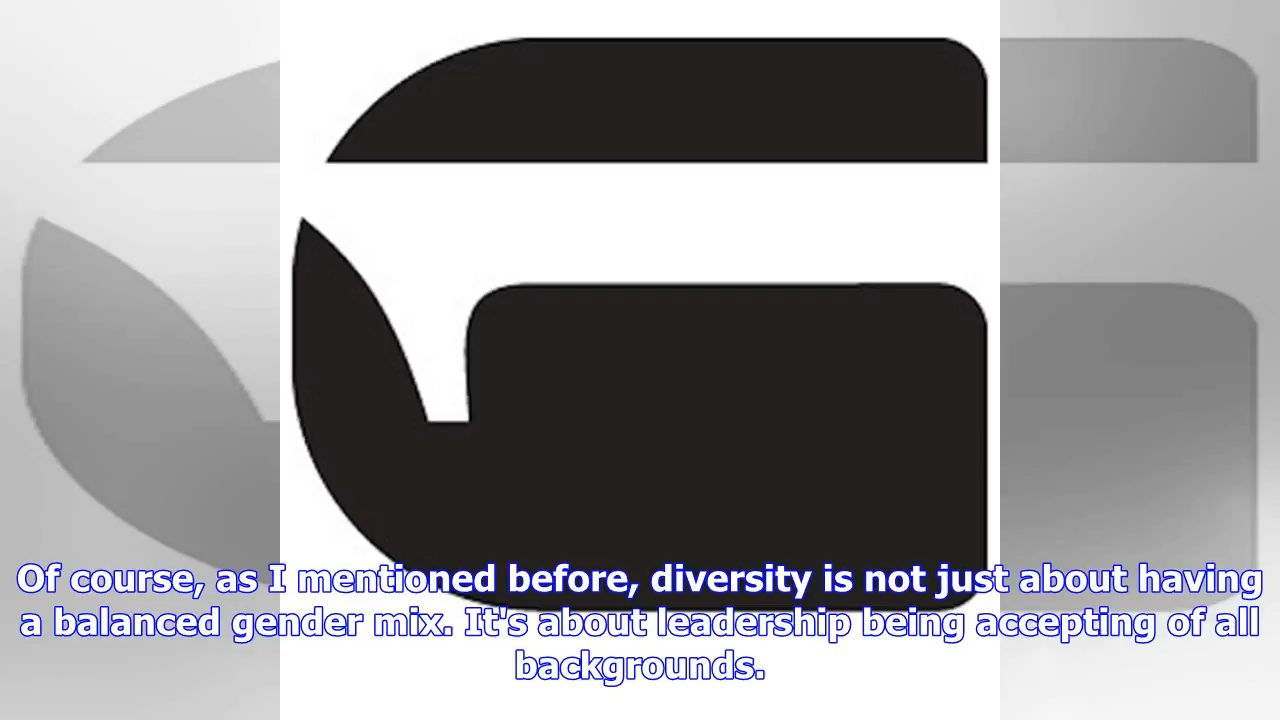 Of course, as I mentioned before, diversity is not just about having
a balanced gender mix. It's about leadership being accepting of all
backgrounds.